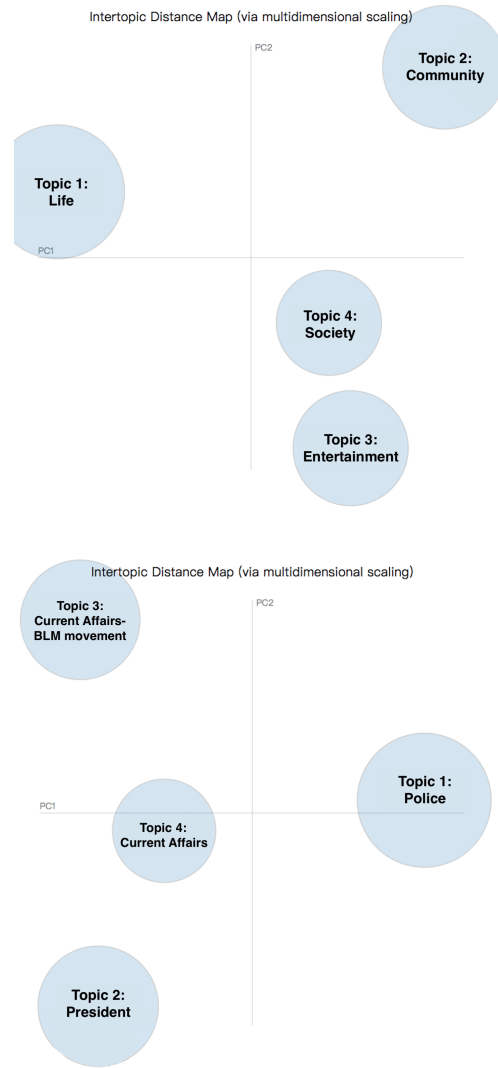 Intertopic Distance Map (via multidimensional scaling)
PC2
Topic 2:
Community
Topic 1:
Life
PC1
Topic 4:
Society
Topic 3:
Entertainment
Intertopic Distance Map (via multidimensional scaling)
PC2
Topic 3:
Current Affairs-
BLM movement
Topic 1:
Police
PC1
Topic 4:
Current Affairs
Topic 2:
President